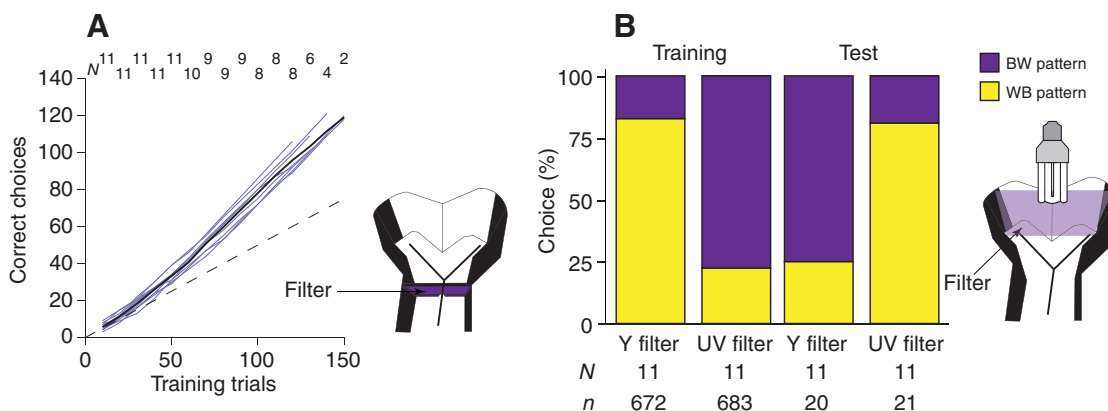 A
N 11 11 11 11 11 10 9 9 9 8 8 8 6 4 2
140
120
100
80
60
40
20
0
Correct choices
0 50 100 150
Training trials
Filter
B
Training Test
100
75
50
25
0
Choice (%)
Y filter UV filter Y filter UV filter
N 11 11 11 11
n 672 683 20 21
BW pattern
WB pattern
Filter